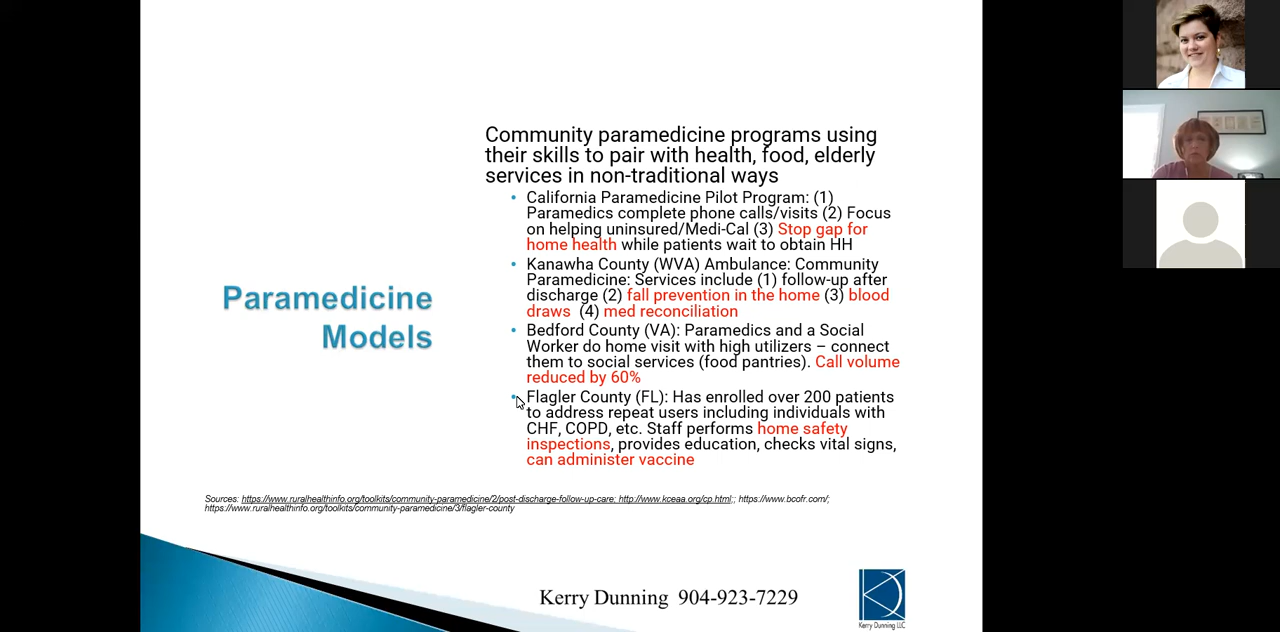 Community paramedicine programs using
their skills to pair with health, food, elderly
services in non-traditional ways
• California Paramedicine Pilot Program: (1)
Paramedics complete phone calls/visits (2) Focus
on helping uninsured/Medi-Cal (3) Stop gap for
home health while patients wait to obtain HH
• Kanawha County (WVA) Ambulance: Community
Paramedicine: Services include (1) follow-up after
discharge (2) fall prevention in the home (3) blood
draws (4) med reconciliation
• Bedford County (VA): Paramedics and a Social
Worker do home visit with high utilizers – connect
them to social services (food pantries). Call volume
reduced by 60%
• Flagler County (FL): Has enrolled over 200 patients
to address repeat users including individuals with
CHF, COPD, etc. Staff performs home safety
inspections, provides education, checks vital signs,
can administer vaccine
Paramedicine
Models
Sources: https://www.ruralhealthinfo.org/toolkits/community-paramedicine/2/post-discharge-follow-up-care; http://www.kceaa.org/cp.html;; https://www.bcofr.com/;
https://www.ruralhealthinfo.org/toolkits/community-paramedicine/3/flagler-county
Kerry Dunning 904-923-7229
Kerry Dunning LLC